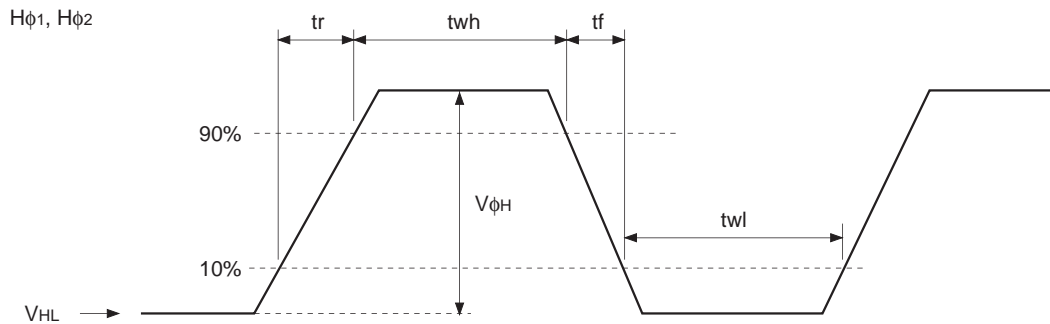 Hϕ1, Hϕ2
tr
twh
tf
90%
VϕH
twl
10%
VHL